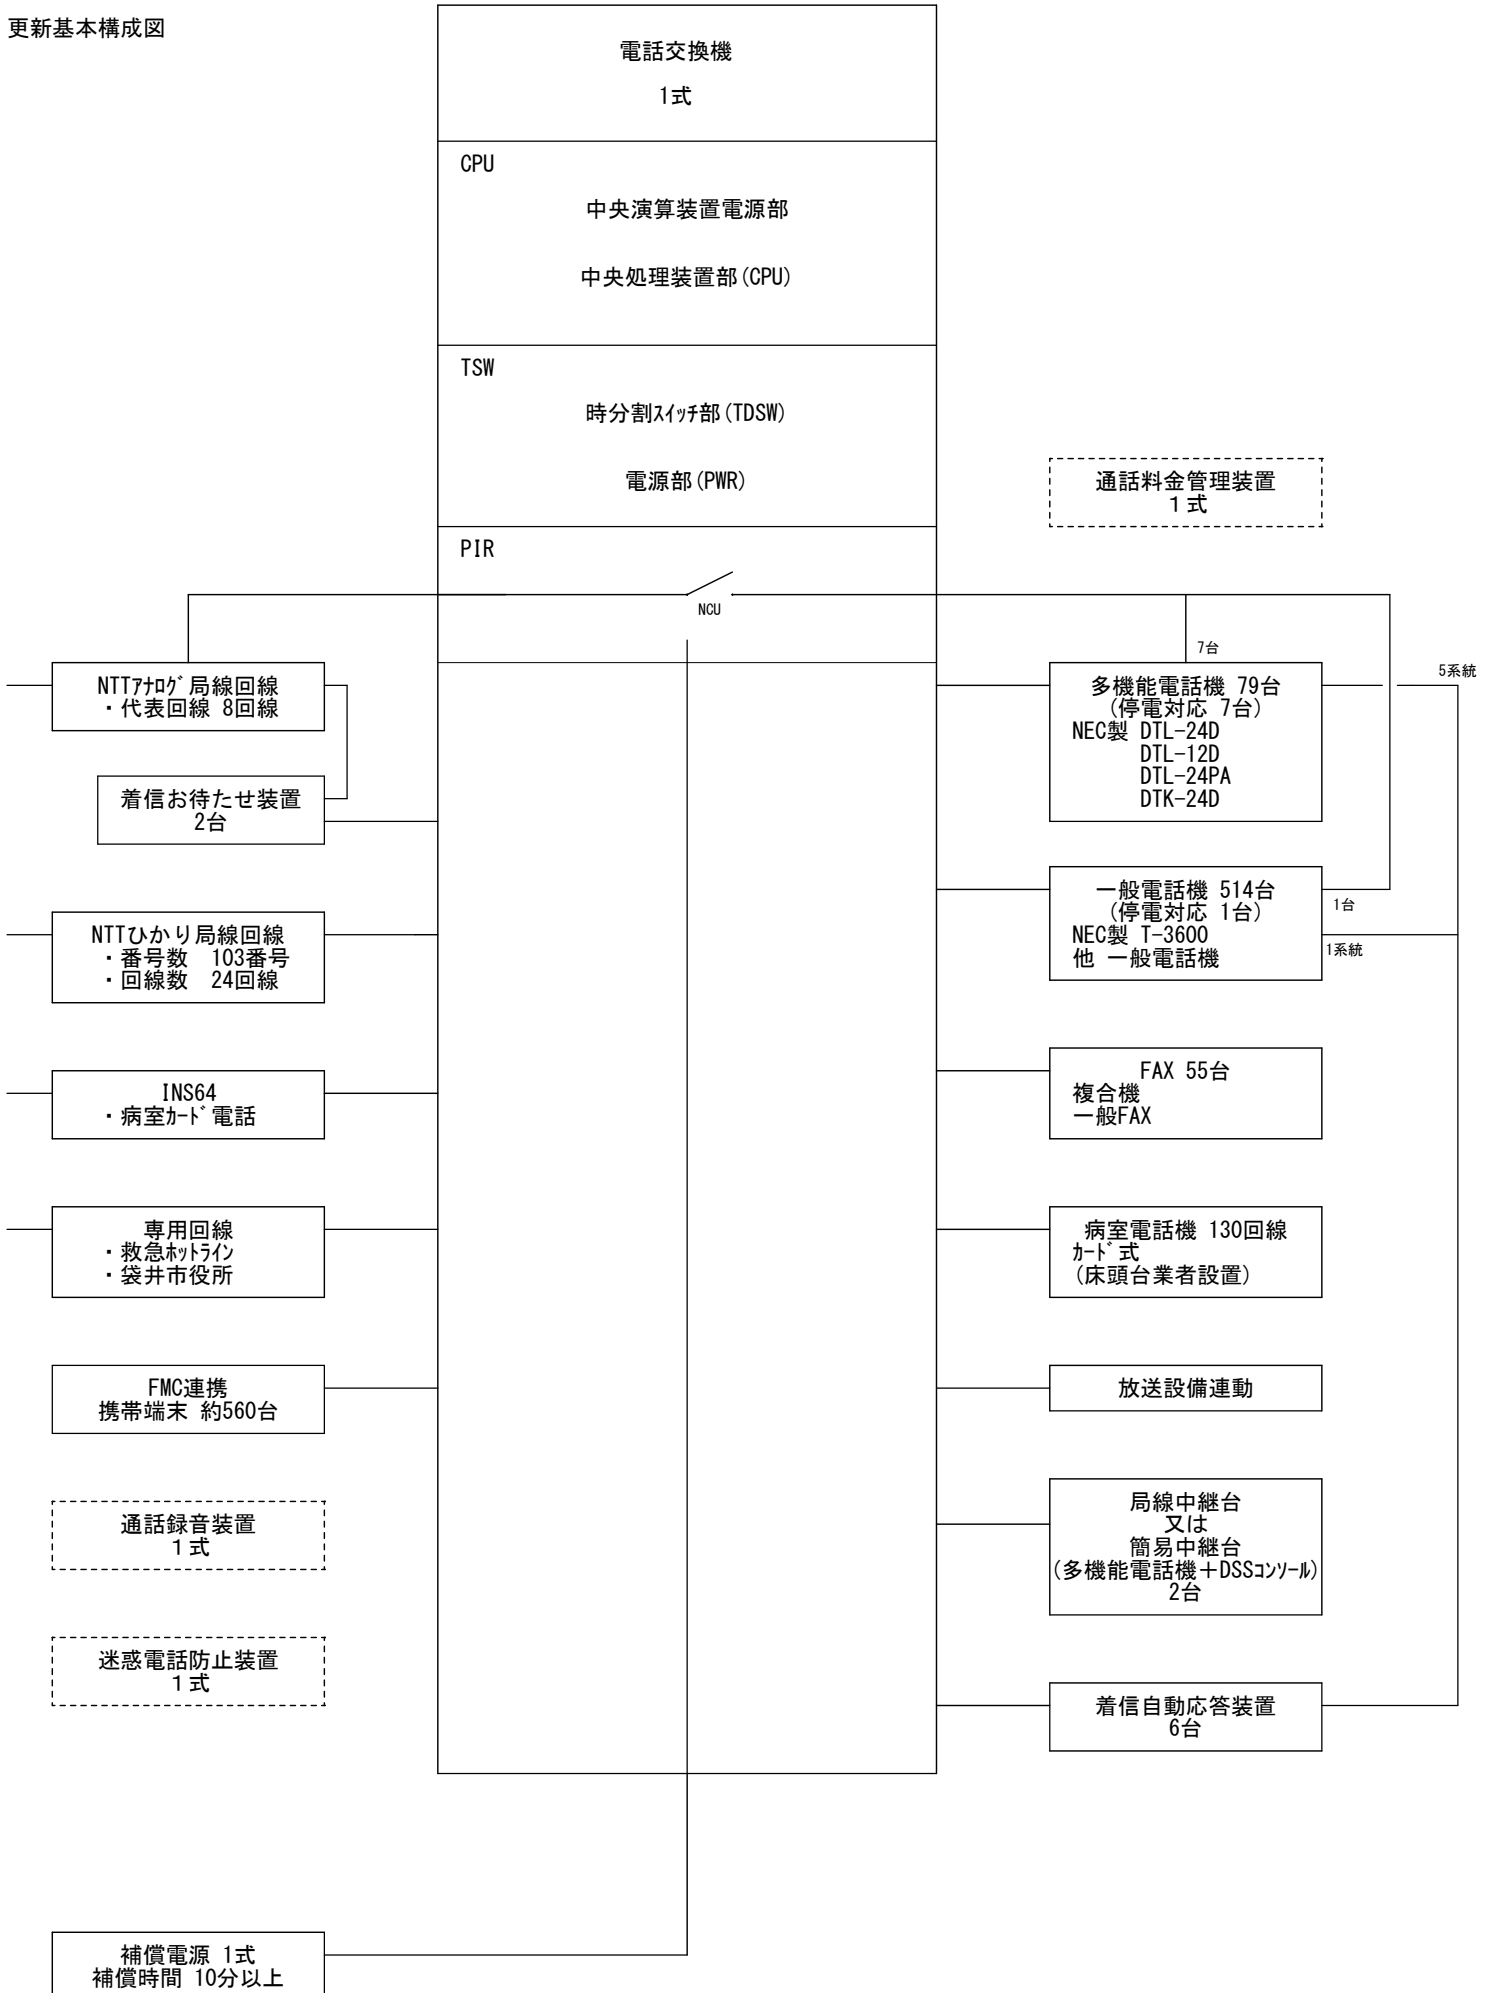 更新基本構成図
電話交換機
1式
CPU
中央演算装置電源部
中央処理装置部(CPU)
TSW
時分割ｽｲｯﾁ部(TDSW)
電源部(PWR)
通話料金管理装置
１式
PIR
NCU
7台
5系統
NTTｱﾅﾛｸﾞ局線回線
・代表回線 8回線
多機能電話機 79台
(停電対応 7台)
NEC製 DTL-24D
DTL-12D
DTL-24PA
DTK-24D
着信お待たせ装置
2台
一般電話機 514台
(停電対応 1台)
NEC製 T-3600
他 一般電話機
1台
1系統
NTTひかり局線回線
・番号数　103番号
・回線数　24回線
FAX 55台
複合機
一般FAX
INS64
・病室ｶｰﾄﾞ電話
専用回線
・救急ﾎｯﾄﾗｲﾝ
・袋井市役所
病室電話機 130回線
ｶｰﾄﾞ式
(床頭台業者設置)
FMC連携
携帯端末 約560台
放送設備連動
通話録音装置
１式
局線中継台
又は
簡易中継台
(多機能電話機＋DSSｺﾝｿｰﾙ)
2台
迷惑電話防止装置
１式
着信自動応答装置
6台
補償電源 1式
補償時間 10分以上